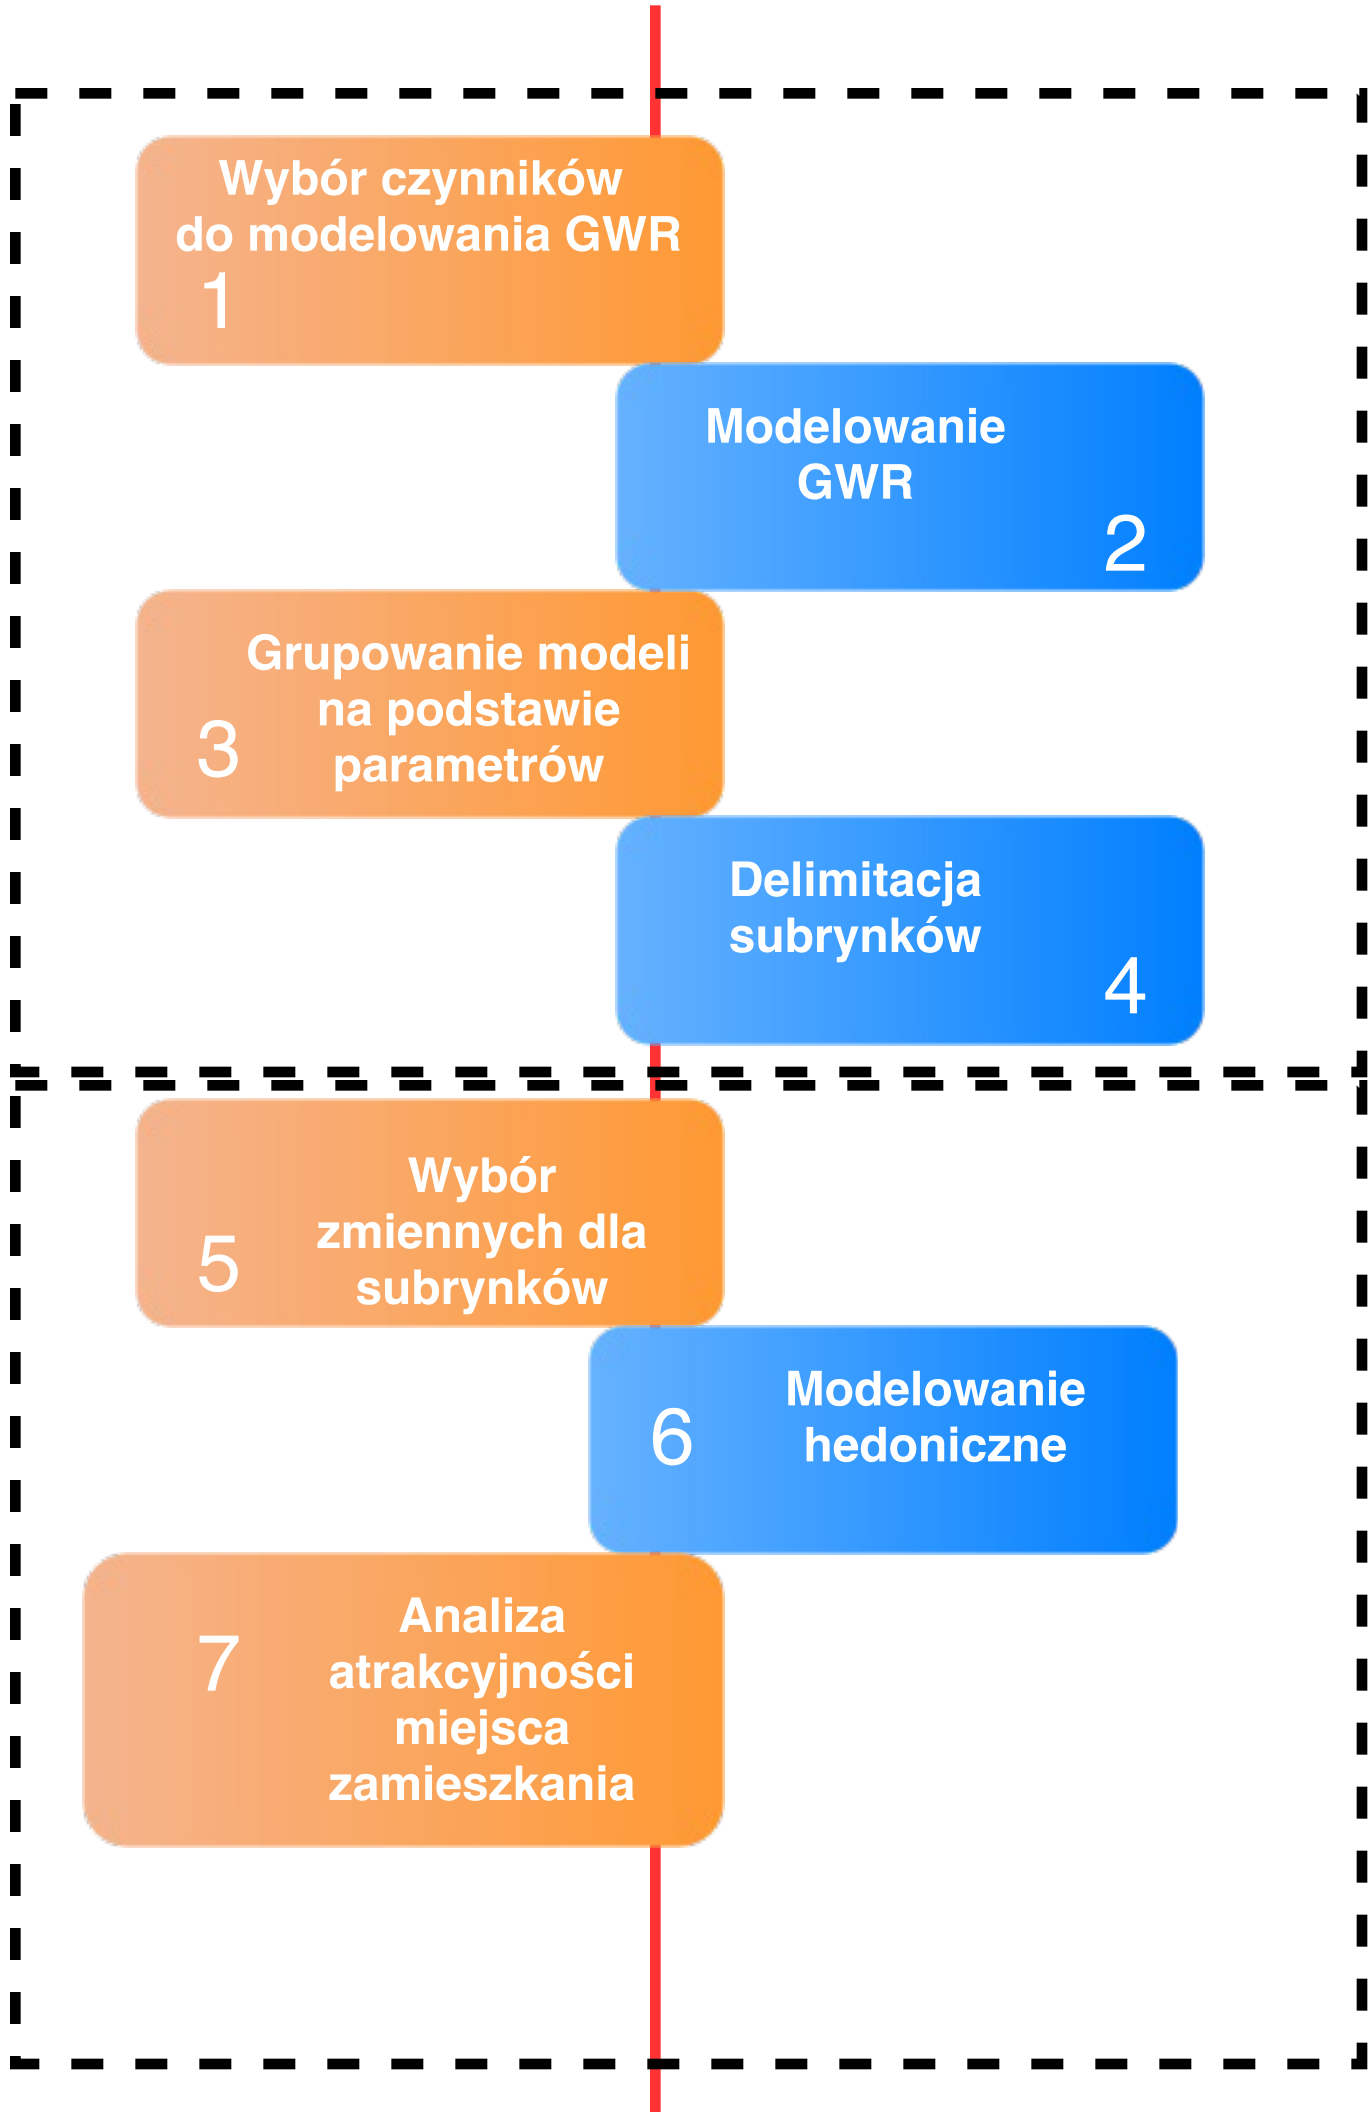 Wybór czynników
do modelowania GWR
1
Modelowanie
GWR
2
Grupowanie modeli
na podstawie
parametrów
3
Delimitacja
subrynków
4
Wybór
zmiennych dla
subrynków
5
Modelowanie
hedoniczne
6
Analiza
atrakcyjności
miejsca
zamieszkania
7